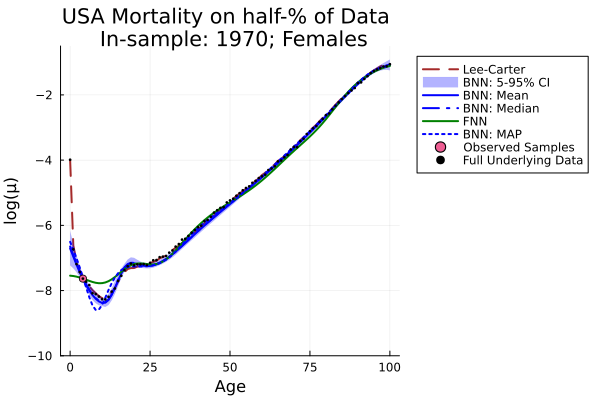 USA Mortality on half-% of Data
In-sample: 1970; Females
log(μ)
−2
−4
−6
−8
−10
0
25
50
75
100
Age
Lee-Carter
BNN: 5-95% CI
BNN: Mean
BNN: Median
FNN
BNN: MAP
Observed Samples
Full Underlying Data